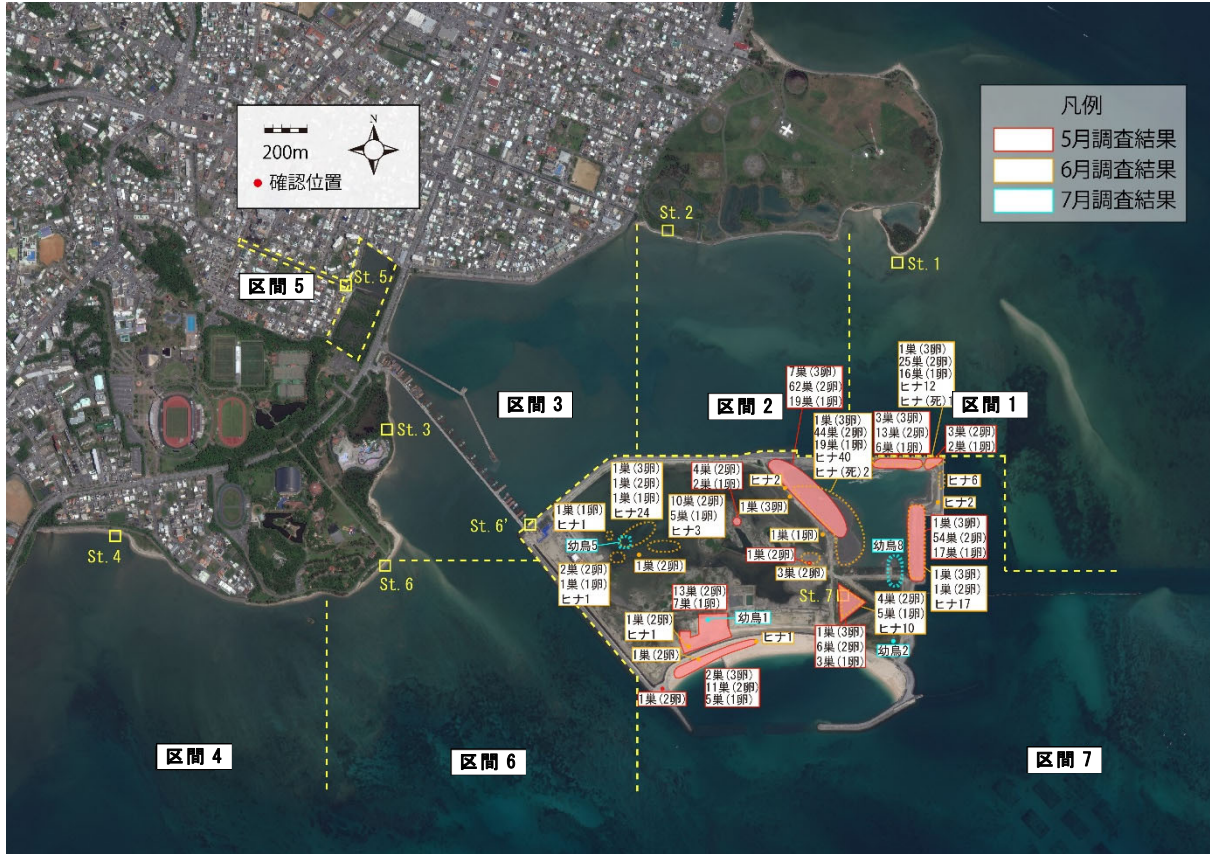 凡例
5月調査結果
6月調査結果
7月調査結果
N
200m
確認位置
St. 2
St. 1
区間 5
St. 5
区間 3
St. 3
区間 2
区間 1
7巣(3卵)
62巣(2卵)
19巣(1卵)
1巣(3卵)
25巣(2卵)
16巣(1卵)
ヒナ12
ヒナ(死)1
1巣(3卵)
44巣(2卵)
19巣(1卵)
ヒナ40
ヒナ(死)2
3巣(3卵)
13巣(2卵)
6巣(1卵)
3巣(2卵)
2巣(1卵)
1巣(3卵)
1巣(2卵)
1巣(1卵)
ヒナ24
4巣(2卵)
2巣(1卵)
ヒナ2
ヒナ6
ヒナ2
10巣(2卵)
5巣(1卵)
ヒナ3
1巣(3卵)
1巣(1卵)
ヒナ1
St. 6'
St. 4
St. 6
幼鳥5
1巣(1卵)
1巣(2卵)
3巣(2卵)
1巣(2卵)
2巣(2卵)
1巣(1卵)
ヒナ1
幼鳥8
1巣(3卵)
54巣(2卵)
17巣(1卵)
1巣(3卵)
1巣(2卵)
ヒナ17
St. 7
13巣(2卵)
7巣(1卵)
幼鳥1
4巣(2卵)
5巣(1卵)
ヒナ10
1巣(2卵)
ヒナ1
ヒナ1
1巣(2卵)
1巣(3卵)
6巣(2卵)
3巣(1卵)
幼鳥2
2巣(3卵)
11巣(2卵)
5巣(1卵)
1巣(2卵)
区間 4
区間 6
区間 7